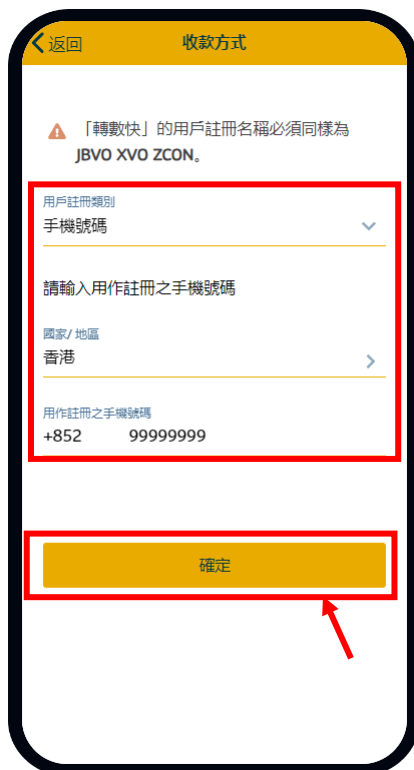 返回
收款方式
「轉數快」的用戶註冊名稱必須同樣為
JBVO XVO ZCON。
用戶註冊類別
手機號碼
請輸入用作註冊之手機號碼
國家/ 地區
香港
用作註冊之手機號碼
+852 99999999
確定